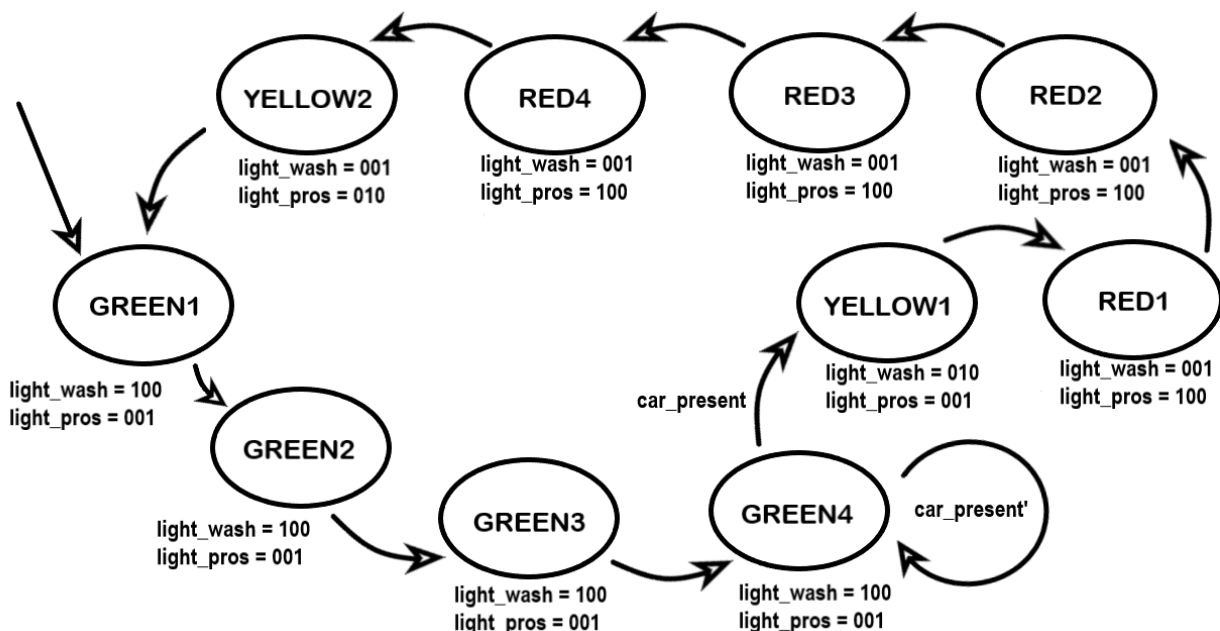 YELLOW2
light_wash = 001
light_pros = 010
RED4
light_wash = 001
light_pros = 100
RED3
light_wash = 001
light_pros = 100
RED2
light_wash = 001
light_pros = 100
GREEN1
light_wash = 100
light_pros = 001
GREEN2
light_wash = 100
light_pros = 001
GREEN3
light_wash = 100
light_pros = 001
GREEN4
light_wash = 100
light_pros = 001
car_present'
car_present
YELLOW1
light_wash = 010
light_pros = 001
RED1
light_wash = 001
light_pros = 100